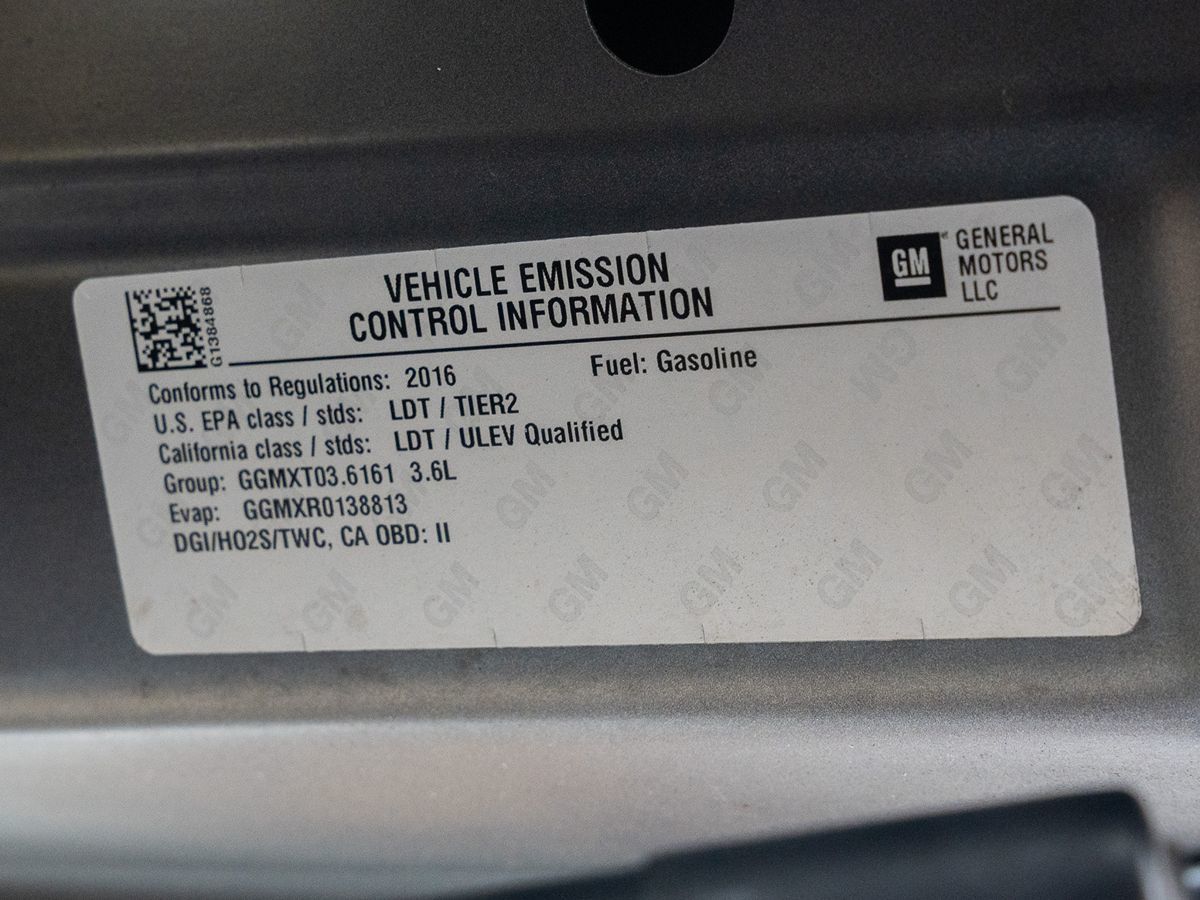 VEHICLE EMISSION
CONTROL INFORMATION
GM GENERAL
MOTORS
LLC
G1384868
Conforms to Regulations: 2016 Fuel: Gasoline
U.S. EPA class / stds: LDT / TIER2
California class / stds: LDT / ULEV Qualified
Group: GGMXT03.6161 3.6L
Evap: GGMXR0138813
DGI/HO2S/TWC, CA OBD: II